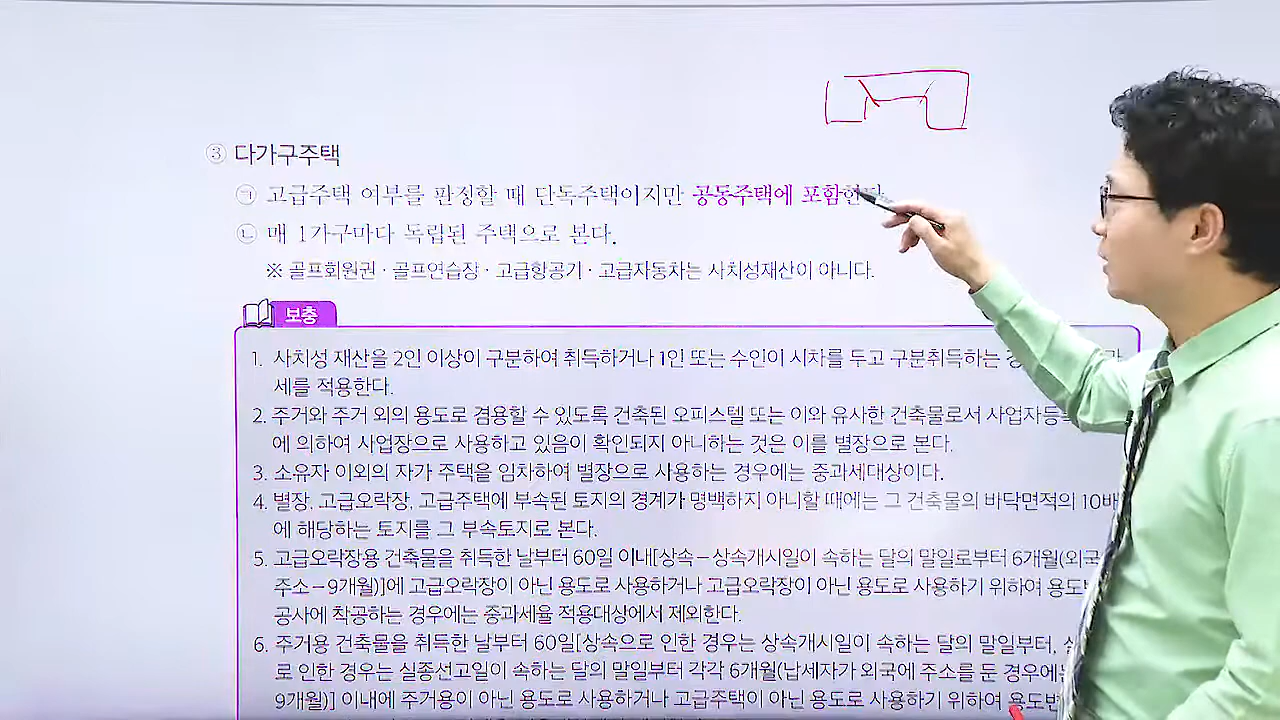 ③ 다가구주택
㉠ 고급주택 여부를 판정할 때 단독주택이지만 공동주택에 포함한다.
㉡ 매 1가구마다 독립된 주택으로 본다.
※ 골프회원권·골프연습장·고급항공기·고급자동차는 사치성재산이 아니다.
보충
1. 사치성 재산을 2인 이상이 구분하여 취득하거나 1인 또는 수인이 시차를 두고 구분취득하는
세를 적용한다.
2. 주거와 주거 외의 용도로 겸용할 수 있도록 건축된 오피스텔 또는 이와 유사한 건축물로서 사업자등
에 의하여 사업장으로 사용하고 있음이 확인되지 아니하는 것은 이를 별장으로 본다.
3. 소유자 이외의 자가 주택을 임차하여 별장으로 사용하는 경우에는 중과세대상이다.
4. 별장, 고급오락장, 고급주택에 부속된 토지의 경계가 명백하지 아니할 때에는 그 건축물의 바닥면적의 10배
에 해당하는 토지를 그 부속토지로 본다.
5. 고급오락장용 건축물을 취득한 날부터 60일 이내[상속－상속개시일이 속하는 달의 말일로부터 6개월(외국
주소－9개월)]에 고급오락장이 아닌 용도로 사용하거나 고급오락장이 아닌 용도로 사용하기 위하여 용도변
공사에 착공하는 경우에는 중과세율 적용대상에서 제외한다.
6. 주거용 건축물을 취득한 날부터 60일[상속으로 인한 경우는 상속개시일이 속하는 달의 말일부터,
로 인한 경우는 실종선고일이 속하는 달의 말일부터 각각 6개월(납세자가 외국에 주소를 둔 경우에는
9개월)] 이내에 주거용이 아닌 용도로 사용하거나 고급주택이 아닌 용도로 사용하기 위하여 용도변